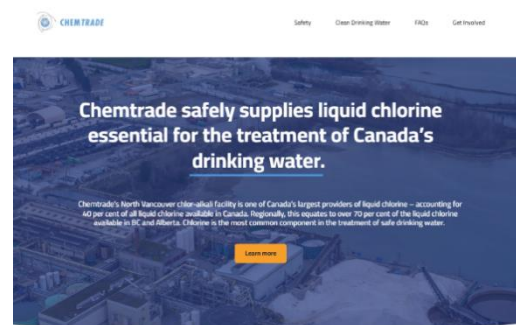 CHEMTRADE
Safety
Clean Drinking Water
FAQs
Get Involved
Chemtrade safely supplies liquid chlorine
essential for the treatment of Canada's
drinking water.
Chemtrade's North Vancouver chlor-alkali facility is one of Canada's largest providers of liquid chlorine – accounting for
40 per cent of all liquid chlorine available in Canada. Regionally, this equates to over 70 per cent of the liquid chlorine
available in BC and Alberta. Chlorine is the most common component in the treatment of safe drinking water.
Learn more